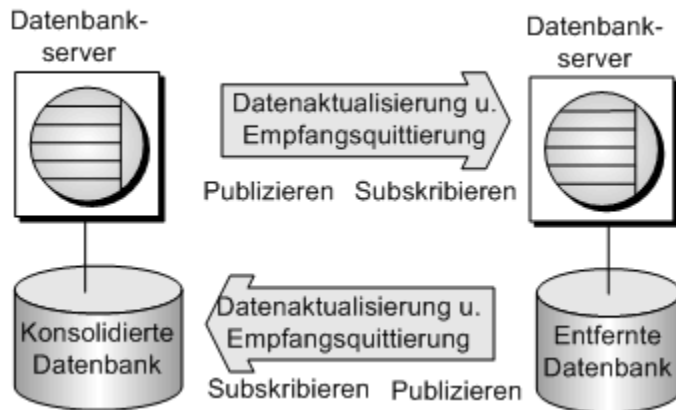 Datenbank-
server
Datenbank-
server
Datenaktualisierung u.
Empfangsquittierung
Publizieren Subskribieren
Datenaktualisierung u.
Empfangsquittierung
Subskribieren Publizieren
Konsolidierte
Datenbank
Entfernte
Datenbank